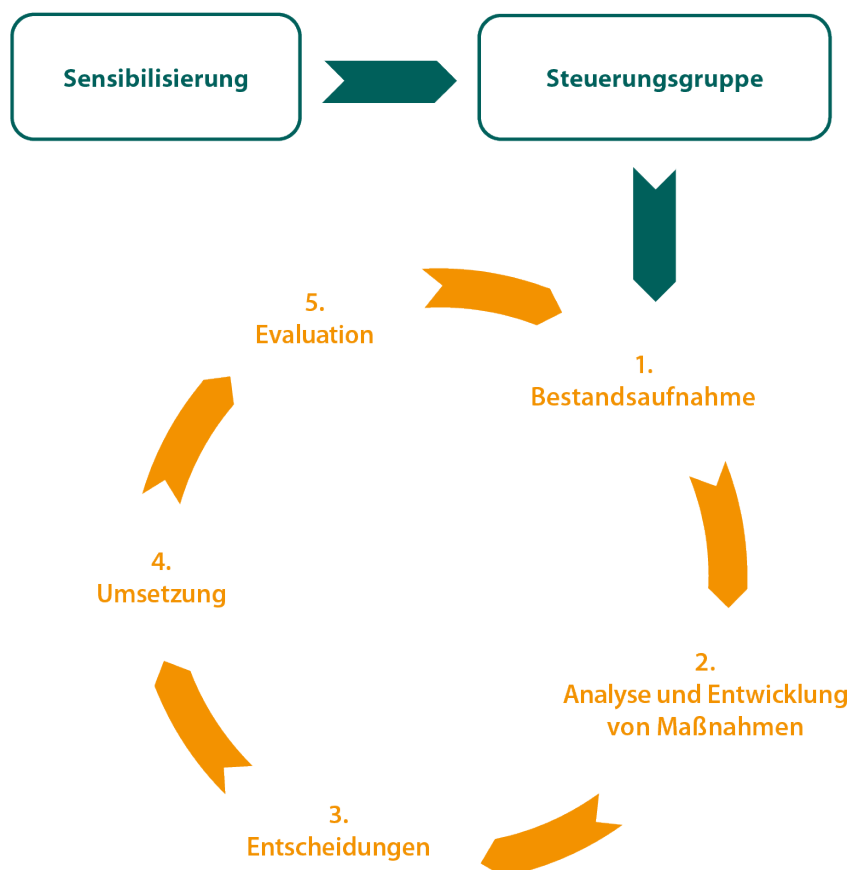 Sensibilisierung
Steuerungsgruppe
1.
Bestandsaufnahme
2.
Analyse und Entwicklung
von Maßnahmen
3.
Entscheidungen
4.
Umsetzung
5.
Evaluation